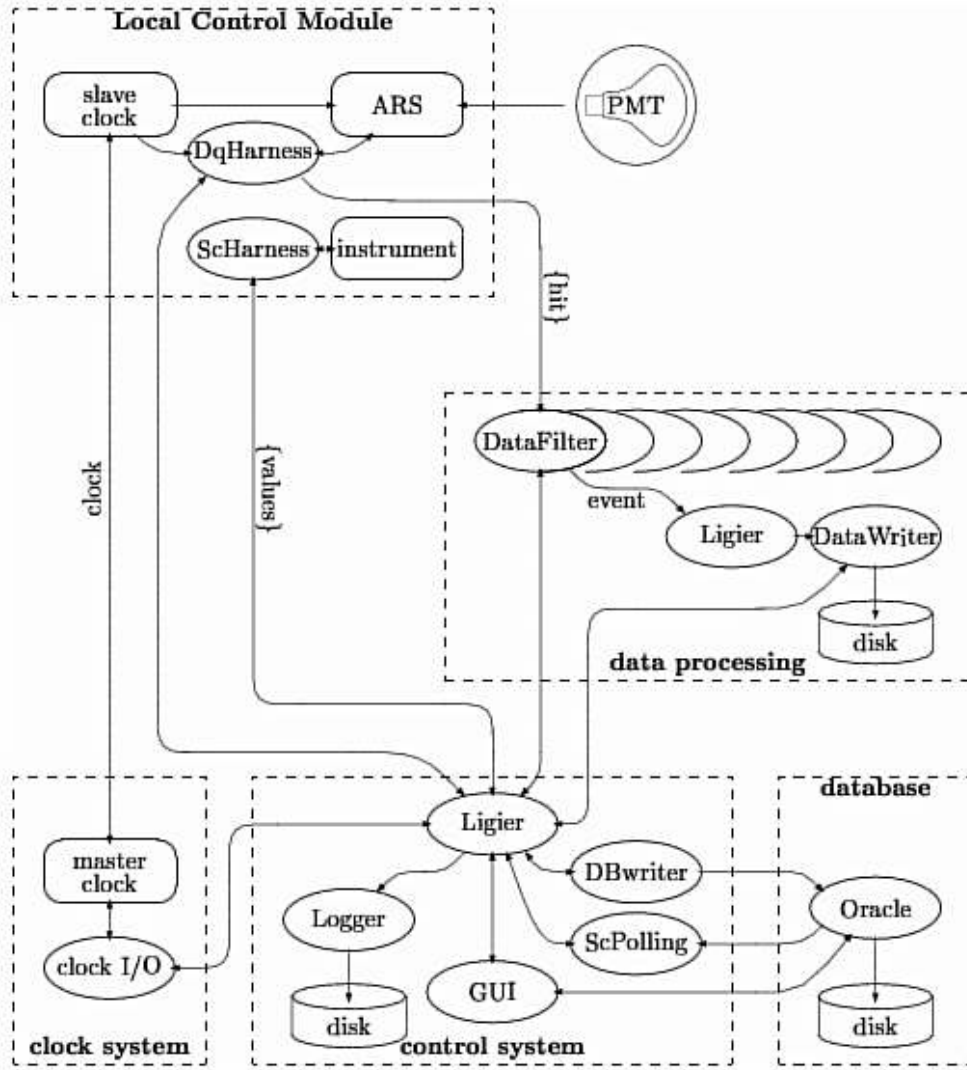 Local Control Module
slave
clock
ARS
PMT
DqHarness
ScHarness
instrument
{hit}
clock
{values}
DataFilter
event
Ligier
DataWriter
disk
data processing
database
Ligier
master
clock
DBwriter
Logger
Oracle
ScPolling
clock I/O
GUI
disk
disk
clock system
control system